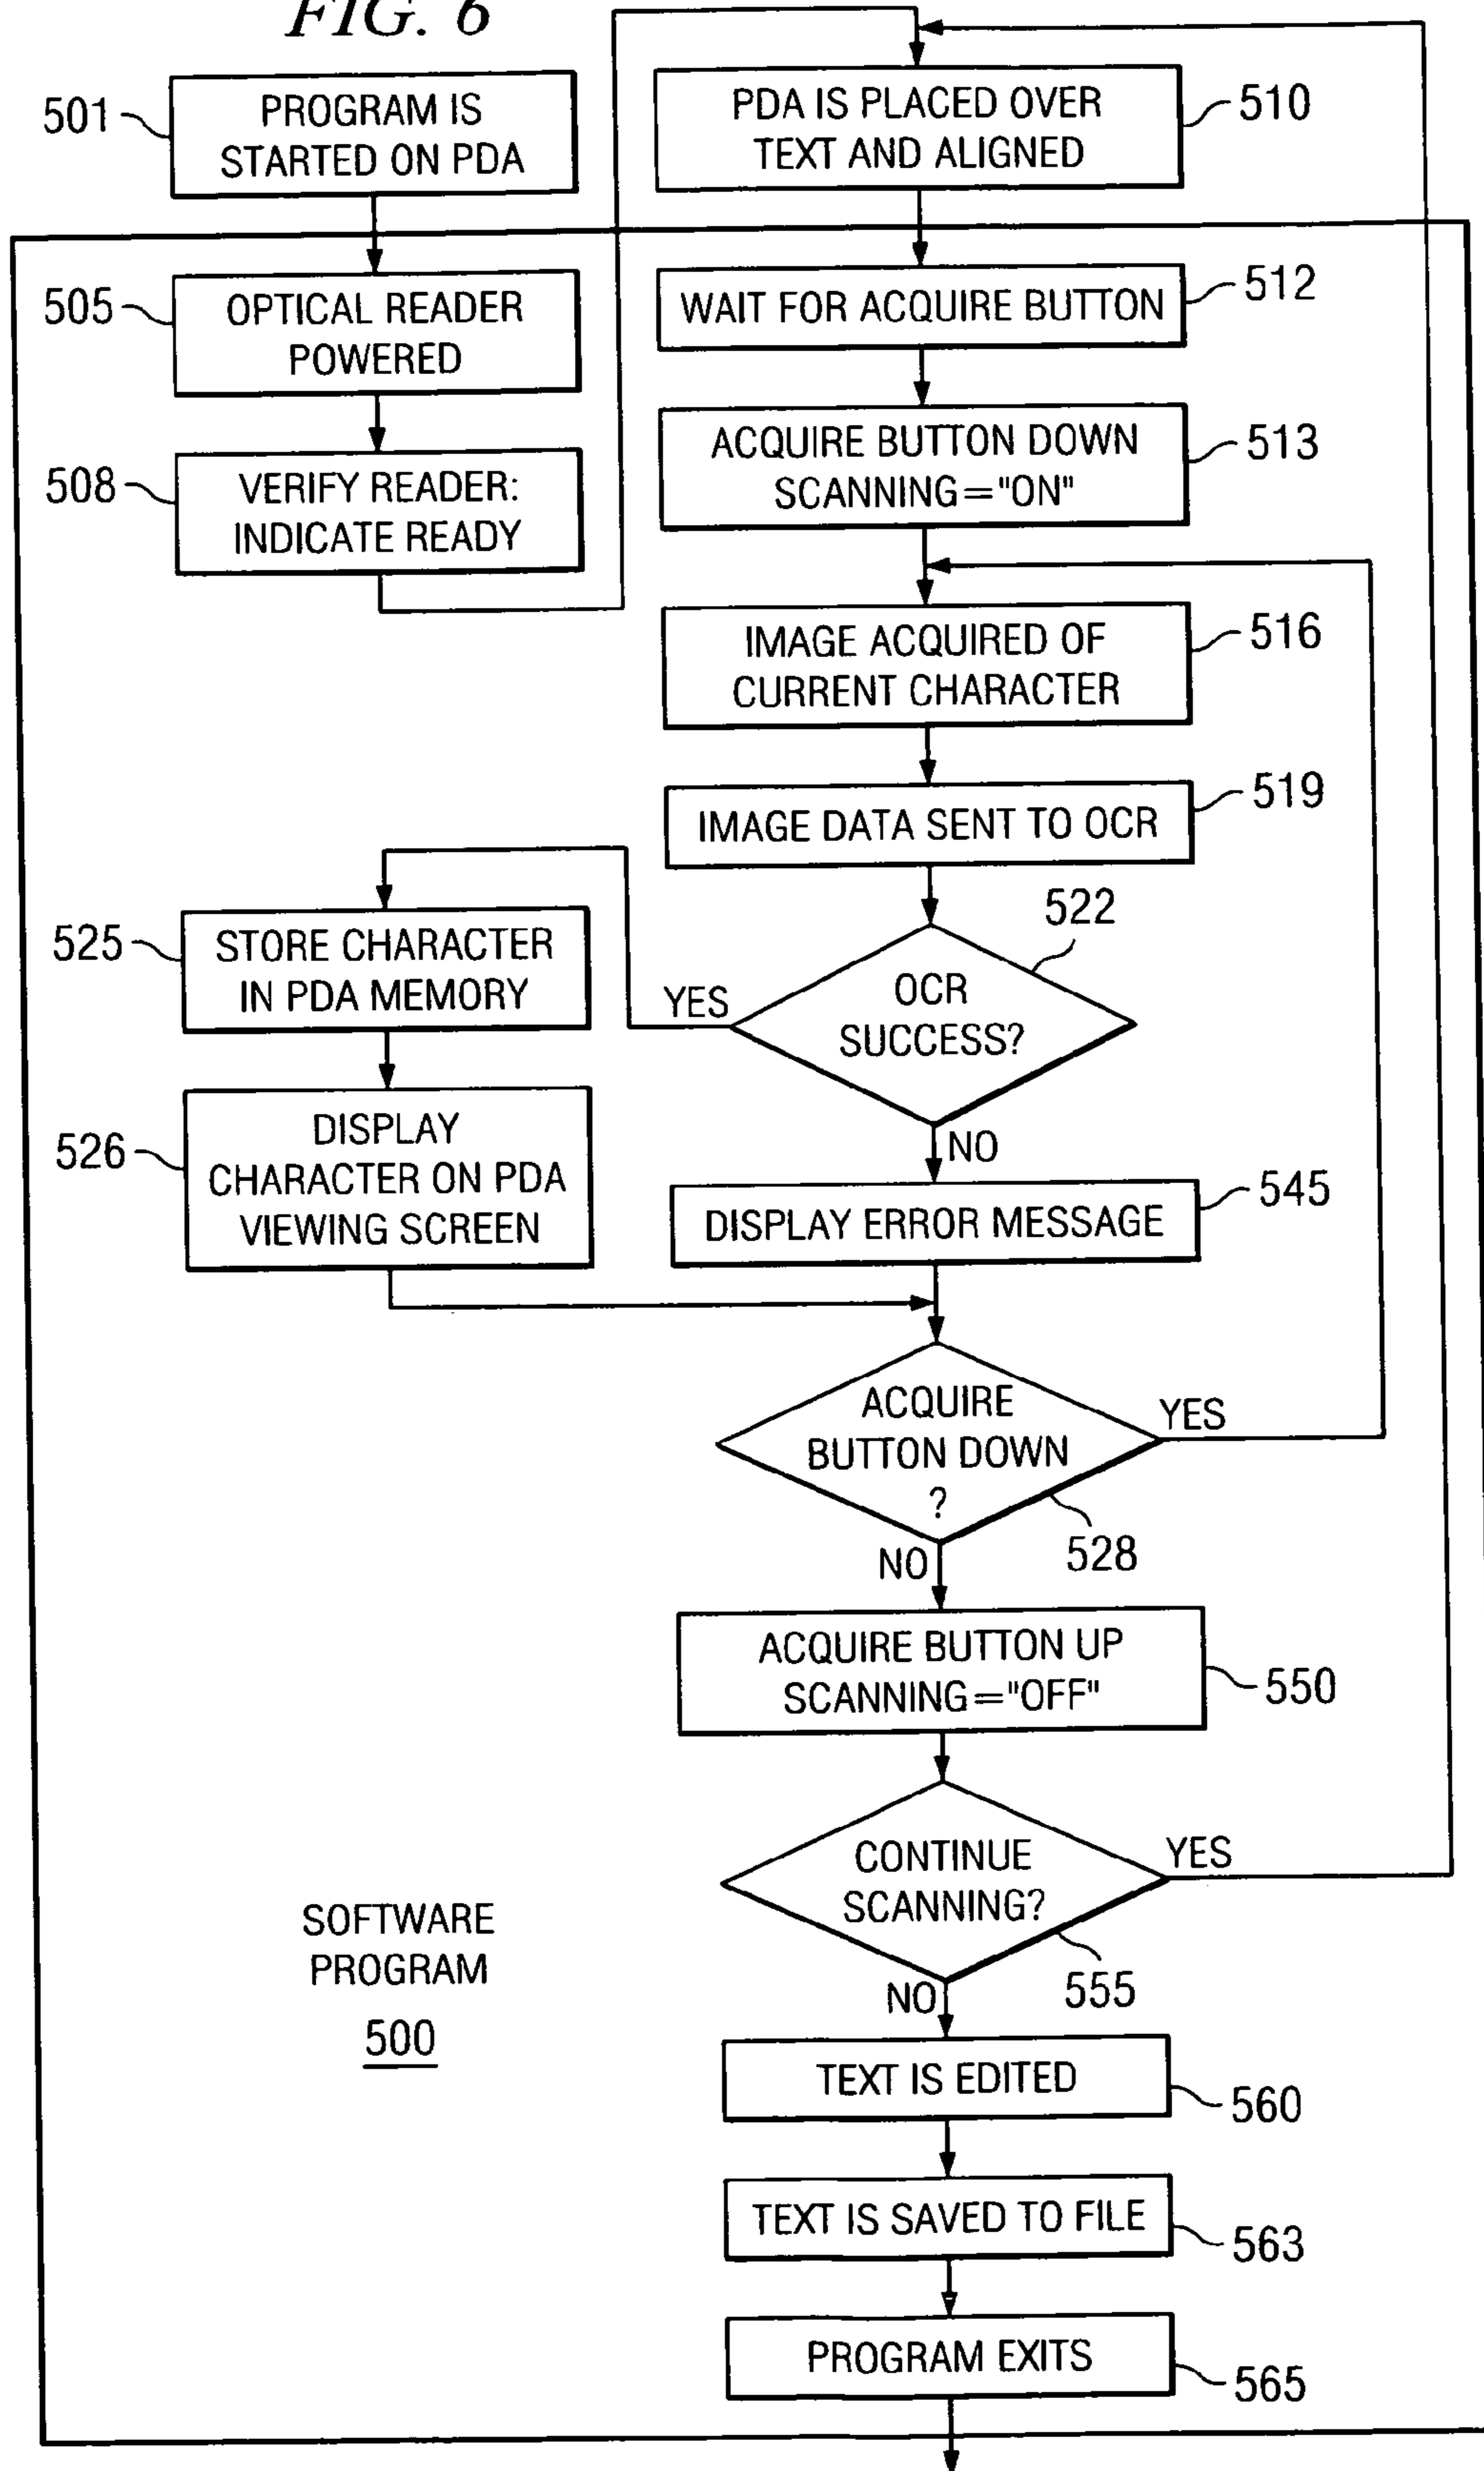 FIG. 6
501
PROGRAM IS
STARTED ON PDA
505
OPTICAL READER
POWERED
508
VERIFY READER:
INDICATE READY
PDA IS PLACED OVER
TEXT AND ALIGNED
510
WAIT FOR ACQUIRE BUTTON
512
ACQUIRE BUTTON DOWN
SCANNING="ON"
513
IMAGE ACQUIRED OF
CURRENT CHARACTER
516
IMAGE DATA SENT TO OCR
519
522
OCR
SUCCESS?
YES
NO
525
STORE CHARACTER
IN PDA MEMORY
526
DISPLAY
CHARACTER ON PDA
VIEWING SCREEN
DISPLAY ERROR MESSAGE
545
ACQUIRE
BUTTON DOWN
?
YES
528
NO
ACQUIRE BUTTON UP
SCANNING="OFF"
550
CONTINUE
SCANNING?
YES
555
NO
SOFTWARE
PROGRAM
500
TEXT IS EDITED
560
TEXT IS SAVED TO FILE
563
PROGRAM EXITS
565